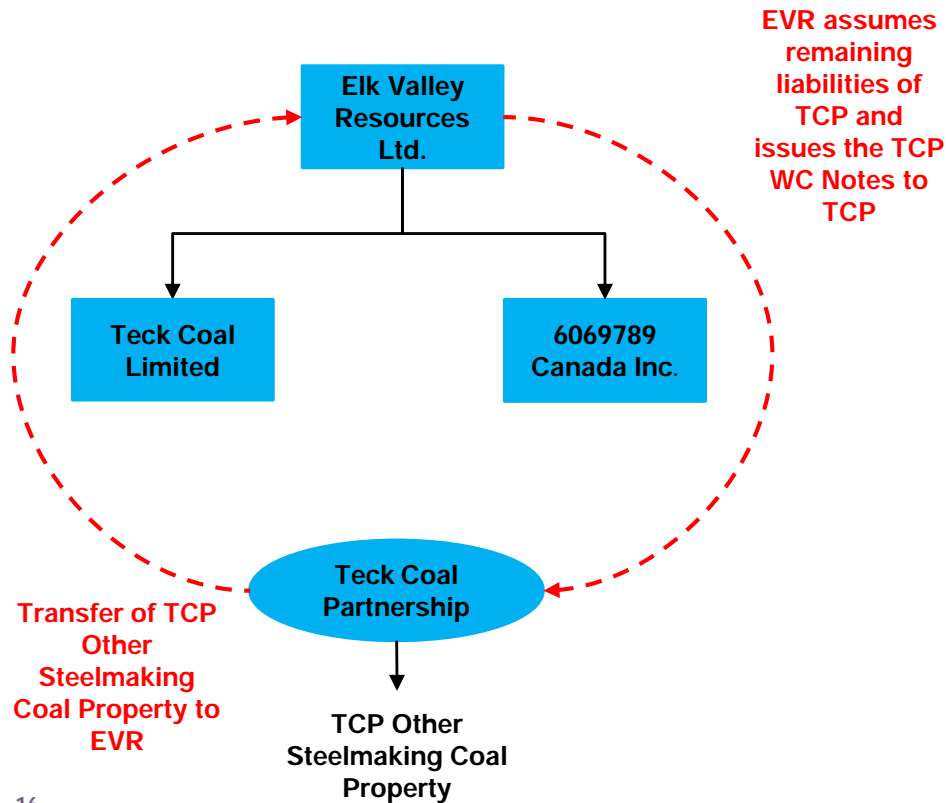 EVR assumes
remaining
liabilities of
TCP and
issues the TCP
WC Notes to
TCP
Elk Valley
Resources
Ltd.
Teck Coal
Limited
6069789
Canada Inc.
Teck Coal
Partnership
Transfer of TCP
Other
Steelmaking
Coal Property to
EVR
TCP Other
Steelmaking Coal
Property